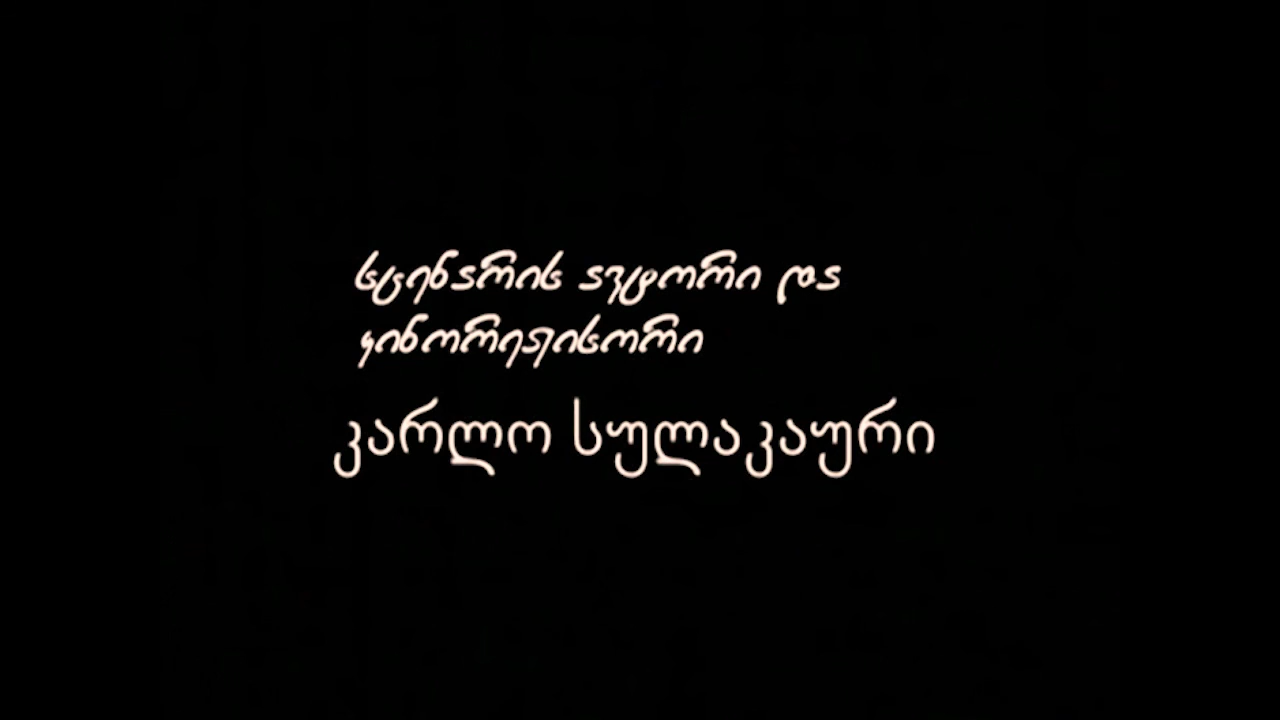 სცენარის ავტორი და
კინორეჟისორი
კარლო სულაკაური